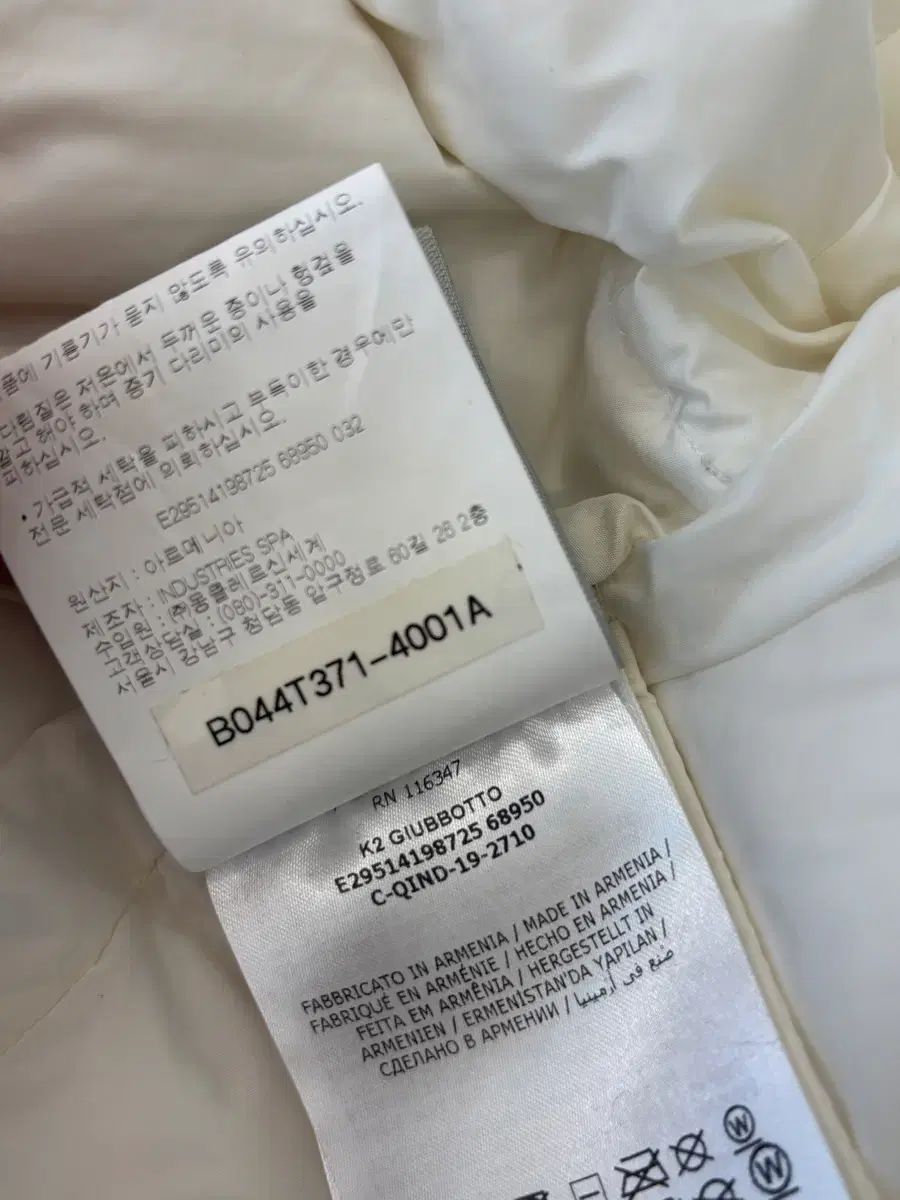 제품에 기름기가 묻지 않도록 유의하십시오.
다림질은 저온에서 두꺼운 종이나 헝겊을
깔고 해야 하며 증기 다리미의 사용을
피하십시오.
• 가급적 세탁을 피하시고 부득이한 경우에만
전문 세탁점에 의뢰하십시오.
E29514198725 68950 032
원산지 : 아르메니아
제조자 : INDUSTRIES SPA
수입원 : ㈜몽클레르신세계
고객상담실 : (080)-311-0000
서울시 강남구 청담동 압구정로 60길 26 2층
B044T371-4001A
RN 116347
K2 GIUBBOTTO
E29514198725 68950
C-QIND-19-2710
FABBRICATO IN ARMENIA / MADE IN ARMENIA /
FABRIQUÉ EN ARMÉNIE / HECHO EN ARMENIA /
FEITA EM ARMÊNIA / HERGESTELLT IN
ARMENIEN / ERMENISTAN'DA YAPILAN /
СДЕЛАНО В АРМЕНИИ / صنع في أرمينيا
W
W